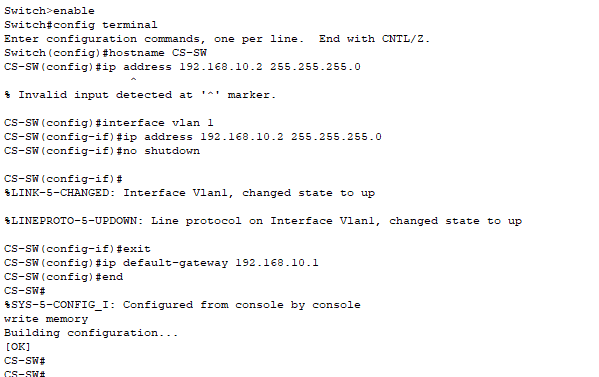 Switch>enable
Switch#config terminal
Enter configuration commands, one per line.  End with CNTL/Z.
Switch(config)#hostname CS-SW
CS-SW(config)#ip address 192.168.10.2 255.255.255.0
^
% Invalid input detected at '^' marker.
CS-SW(config)#interface vlan 1
CS-SW(config-if)#ip address 192.168.10.2 255.255.255.0
CS-SW(config-if)#no shutdown
CS-SW(config-if)#
%LINK-5-CHANGED: Interface Vlan1, changed state to up
%LINEPROTO-5-UPDOWN: Line protocol on Interface Vlan1, changed state to up
CS-SW(config-if)#exit
CS-SW(config)#ip default-gateway 192.168.10.1
CS-SW(config)#end
CS-SW#
%SYS-5-CONFIG_I: Configured from console by console
write memory
Building configuration...
[OK]
CS-SW#
CS-SW#